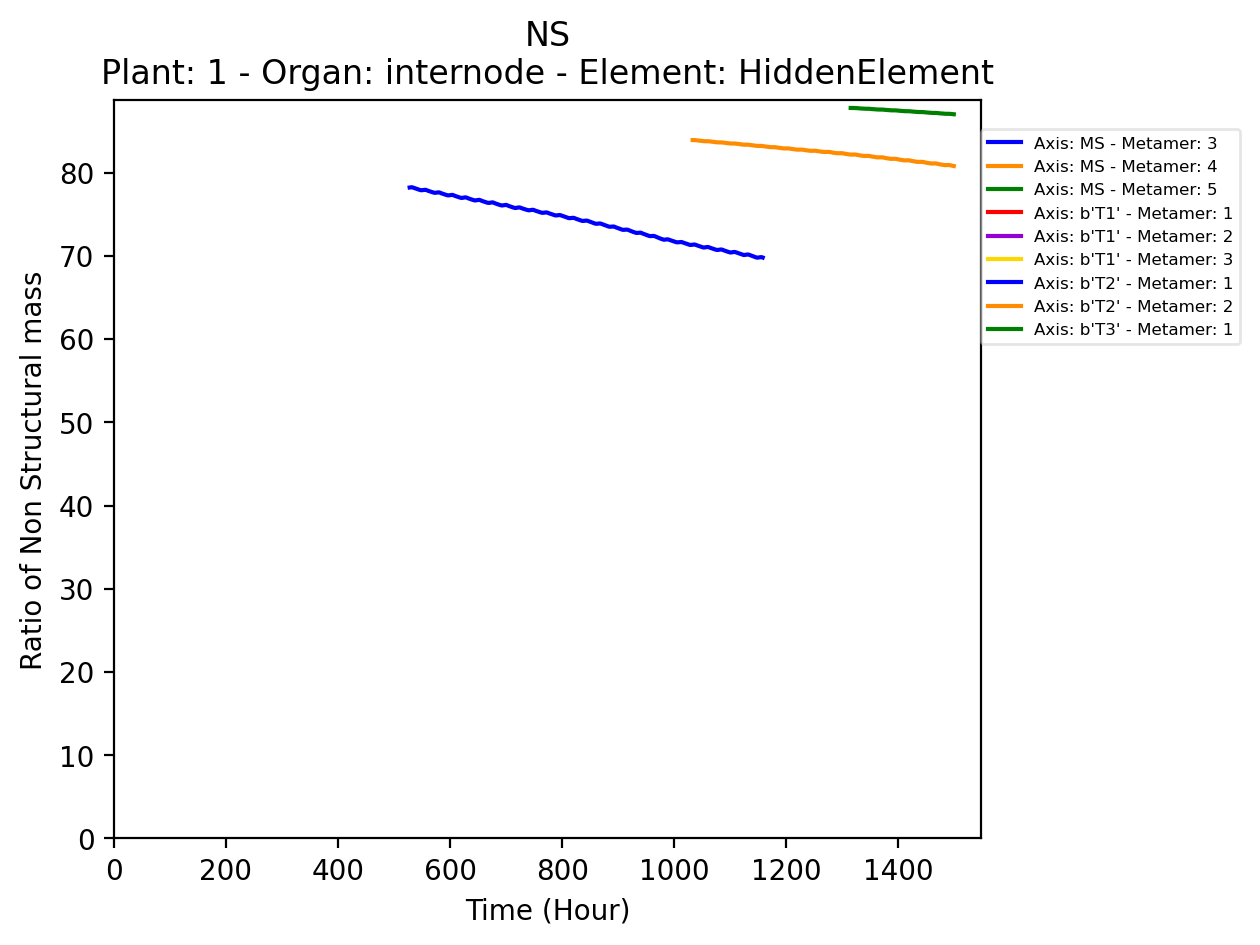 NS
Plant: 1 - Organ: internode - Element: HiddenElement
Ratio of Non Structural mass
80
70
60
50
40
30
20
10
0
0 200 400 600 800 1000 1200 1400
Time (Hour)
Axis: MS - Metamer: 3
Axis: MS - Metamer: 4
Axis: MS - Metamer: 5
Axis: b'T1' - Metamer: 1
Axis: b'T1' - Metamer: 2
Axis: b'T1' - Metamer: 3
Axis: b'T2' - Metamer: 1
Axis: b'T2' - Metamer: 2
Axis: b'T3' - Metamer: 1